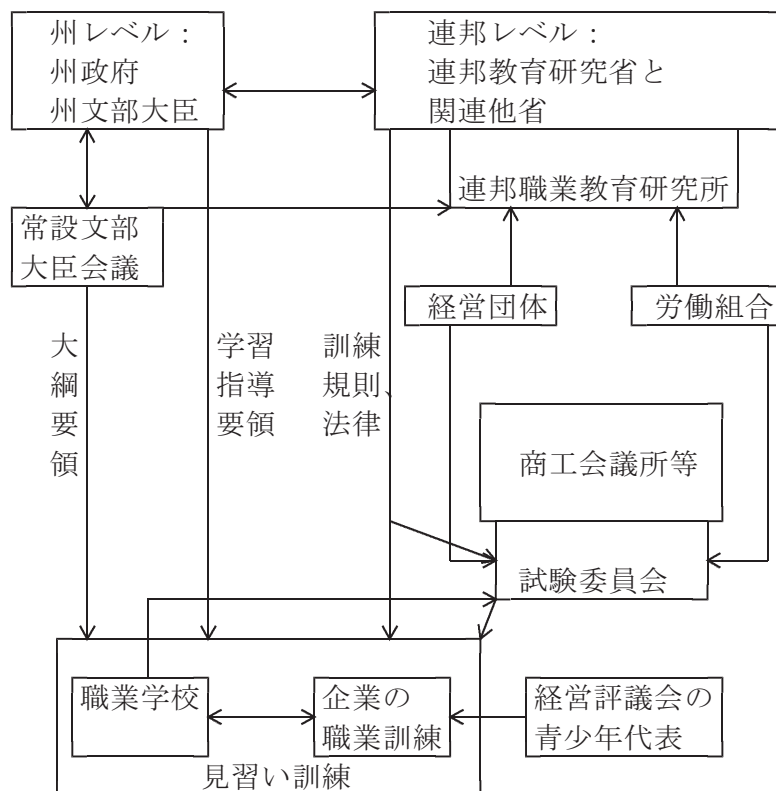 州レベル：
州政府
州文部大臣
連邦レベル：
連邦教育研究省と
関連他省
連邦職業教育研究所
常設文部
大臣会議
経営団体
労働組合
大綱要領
学習
指導
要領
訓練
規則、
法律
商工会議所等
試験委員会
職業学校
企業の
職業訓練
経営評議会の
青少年代表
見習い訓練